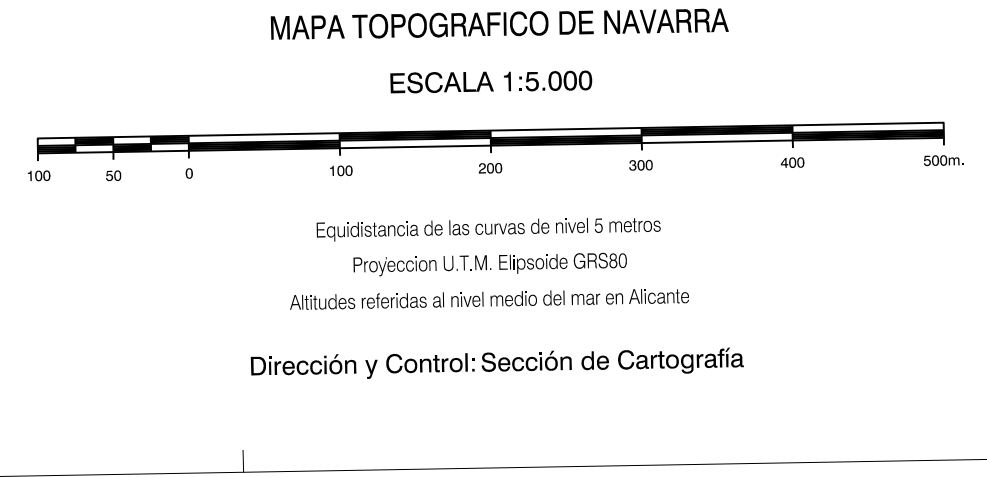 MAPA TOPOGRAFICO DE NAVARRA
ESCALA 1:5.000
100 50 0 100 200 300 400 500m.
Equidistancia de las curvas de nivel 5 metros
Proyeccion U.T.M. Elipsoide GRS80
Altitudes referidas al nivel medio del mar en Alicante
Dirección y Control: Sección de Cartografía